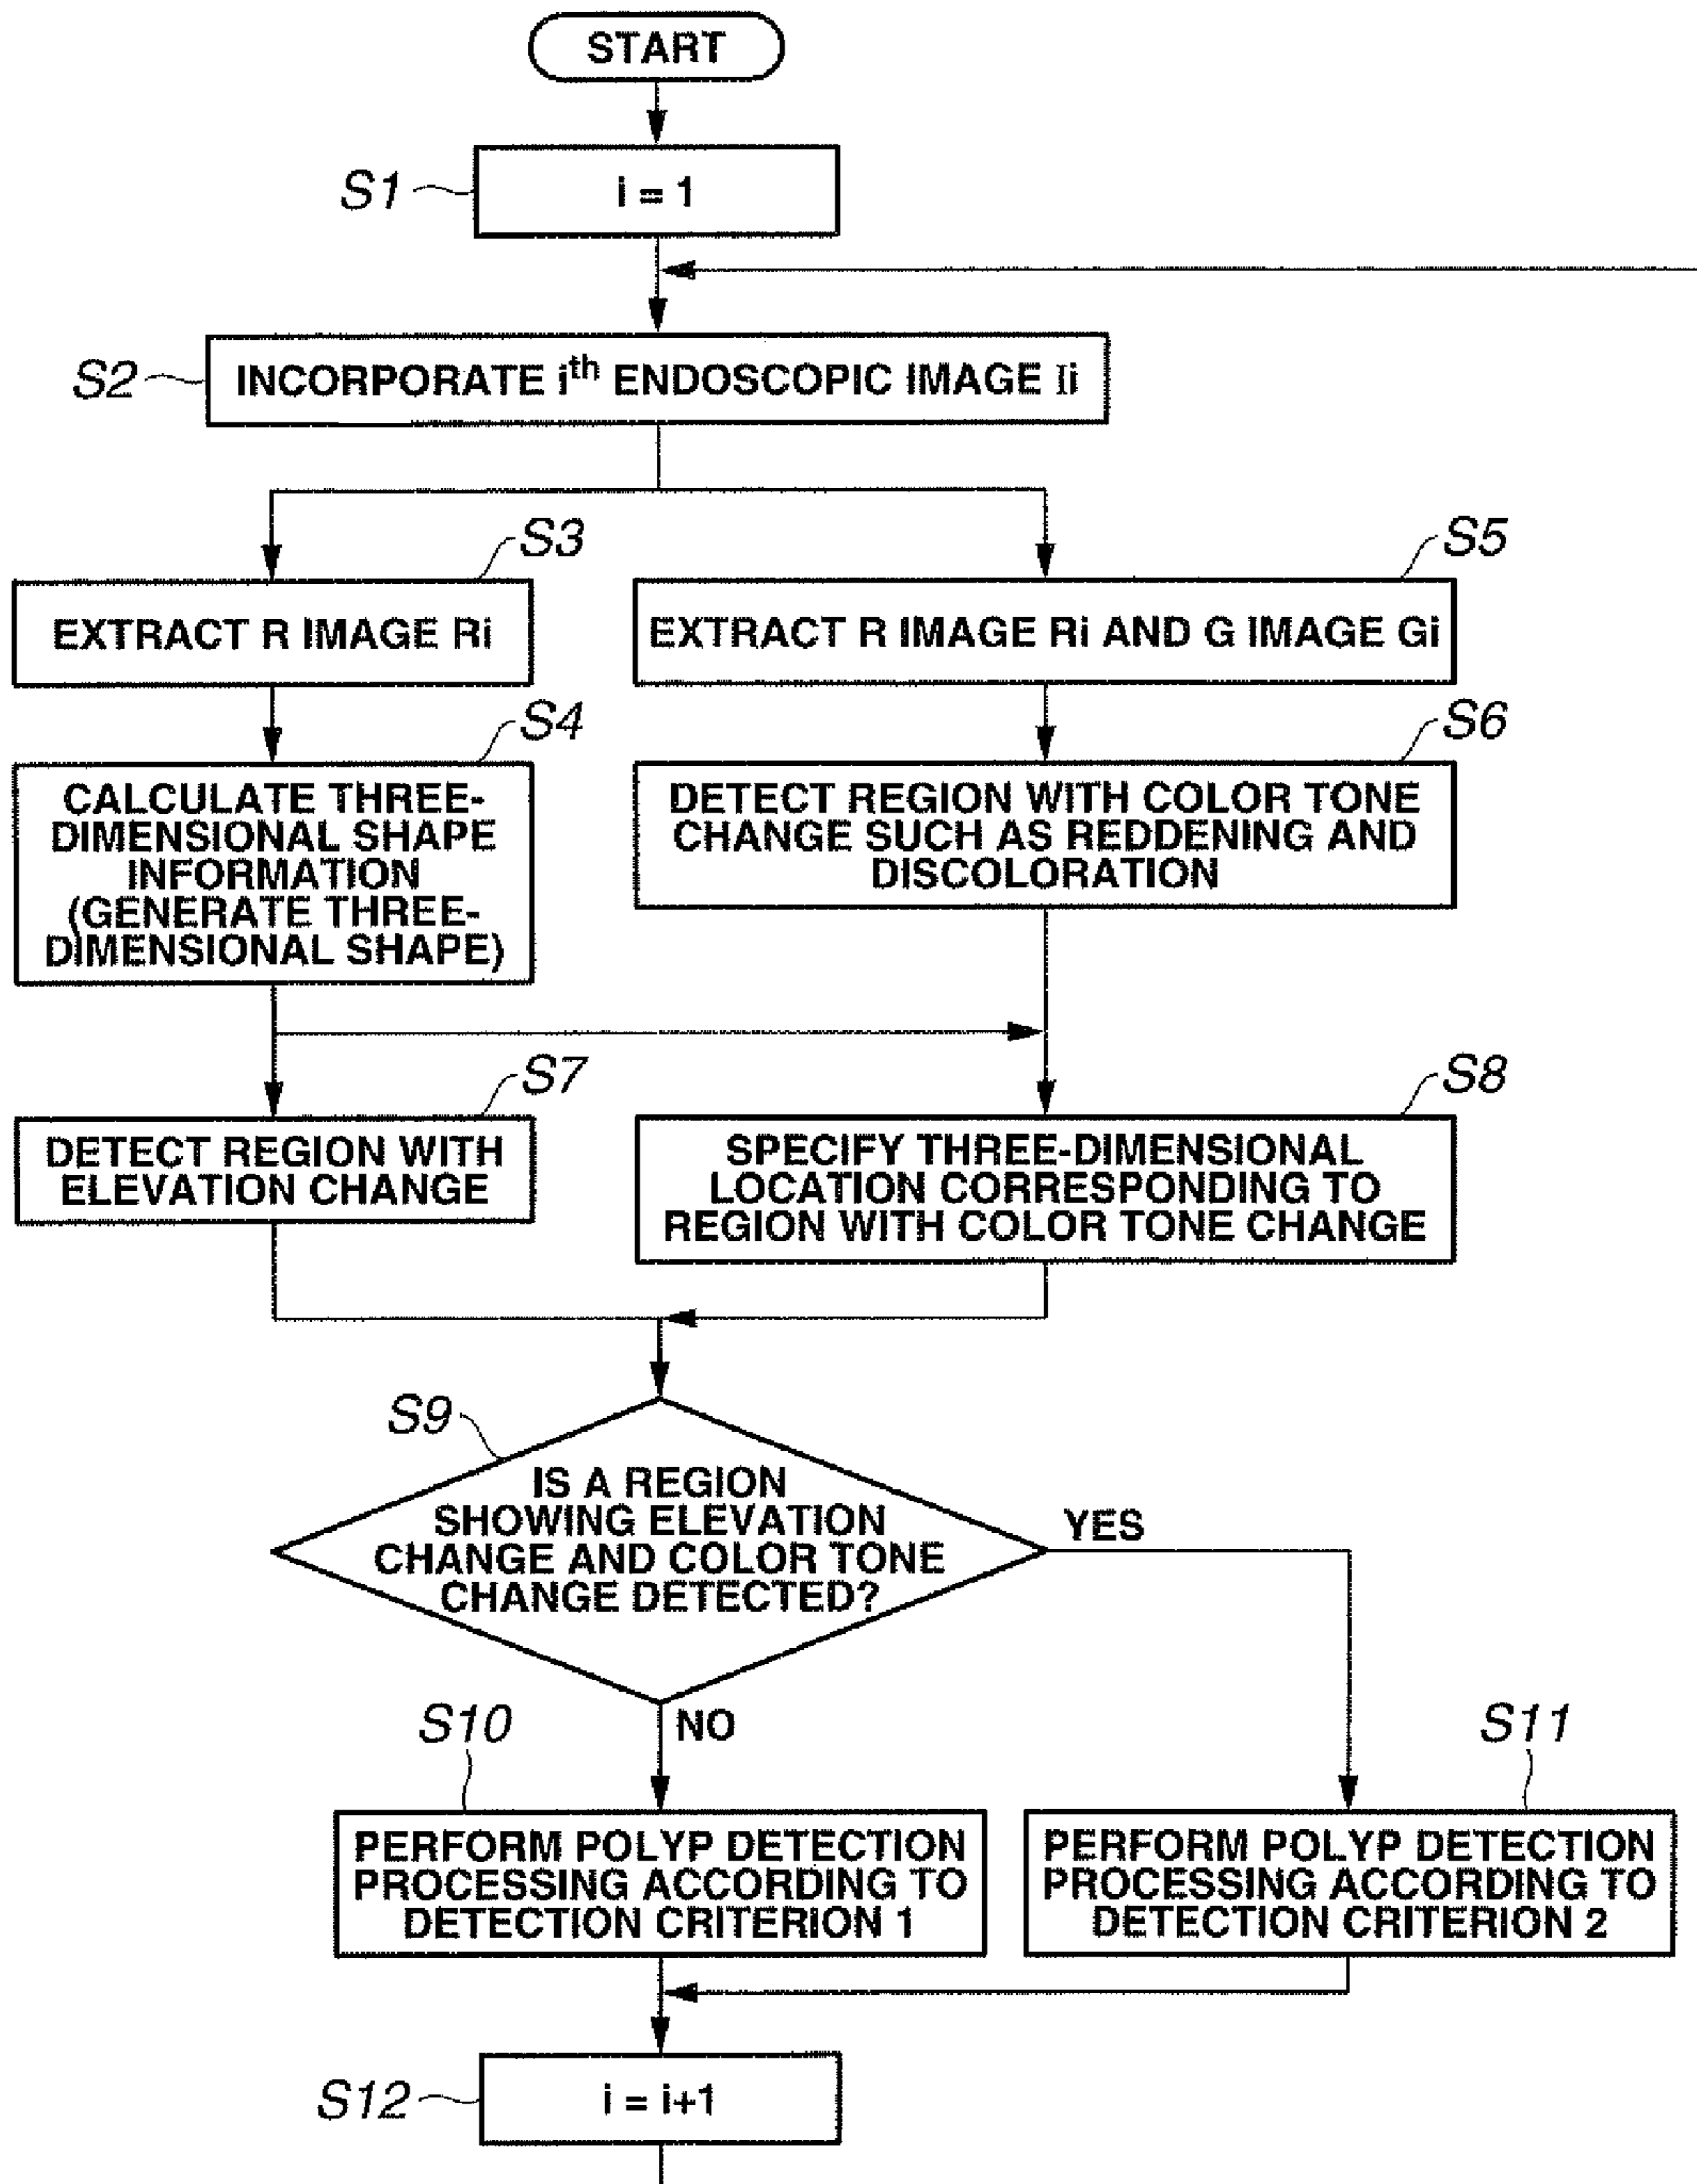 START
S1
i = 1
S2
INCORPORATE ith ENDOSCOPIC IMAGE Ii
S3
EXTRACT R IMAGE Ri
S5
EXTRACT R IMAGE Ri AND G IMAGE Gi
S4
CALCULATE THREE-
DIMENSIONAL SHAPE
INFORMATION
(GENERATE THREE-
DIMENSIONAL SHAPE)
S6
DETECT REGION WITH COLOR TONE
CHANGE SUCH AS REDDENING AND
DISCOLORATION
S7
DETECT REGION WITH
ELEVATION CHANGE
S8
SPECIFY THREE-DIMENSIONAL
LOCATION CORRESPONDING TO
REGION WITH COLOR TONE CHANGE
S9
IS A REGION
SHOWING ELEVATION
CHANGE AND COLOR TONE
CHANGE DETECTED?
YES
NO
S10
PERFORM POLYP DETECTION
PROCESSING ACCORDING TO
DETECTION CRITERION 1
S11
PERFORM POLYP DETECTION
PROCESSING ACCORDING TO
DETECTION CRITERION 2
S12
i = i+1